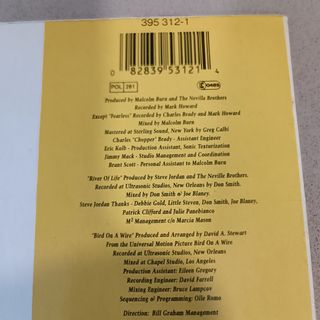 395 312-1
0 82839 53121 4
POL 281
0485
Produced by Malcolm Burn and The Neville Brothers
Recorded by Mark Howard
Except "Fearless" Recorded by Charles Brady and Mark Howard
Mixed by Malcolm Burn
Mastered at Sterling Sound, New York by Greg Calbi
Charles "Chopper" Brady - Assistant Engineer
Eric Kolb - Production Assistant, Sonic Texturization
Jimmy Mack - Studio Management and Coordination
Brant Scott - Personal Assistant to Malcolm Burn
"River Of Life" Produced by Steve Jordan and The Neville Brothers.
Recorded at Ultrasonic Studios, New Orleans by Don Smith.
Mixed by Don Smith & Joe Blaney.
Steve Jordan Thanks - Debbie Gold, Little Steven, Don Smith, Joe Blaney,
Patrick Clifford and Julie Panebianco
M² Management c/o Marcia Mason
"Bird On A Wire" Produced and Arranged by David A. Stewart
From the Universal Motion Picture Bird On A Wire
Recorded at Ultrasonic Studios, New Orleans
Mixed at Chapel Studio, Los Angeles
Production Assistant: Eileen Gregory
Recording Engineer: David Farrell
Mixing Engineer: Bruce Lampcov
Sequencing & Programming: Olle Romo
Direction: Bill Graham Management